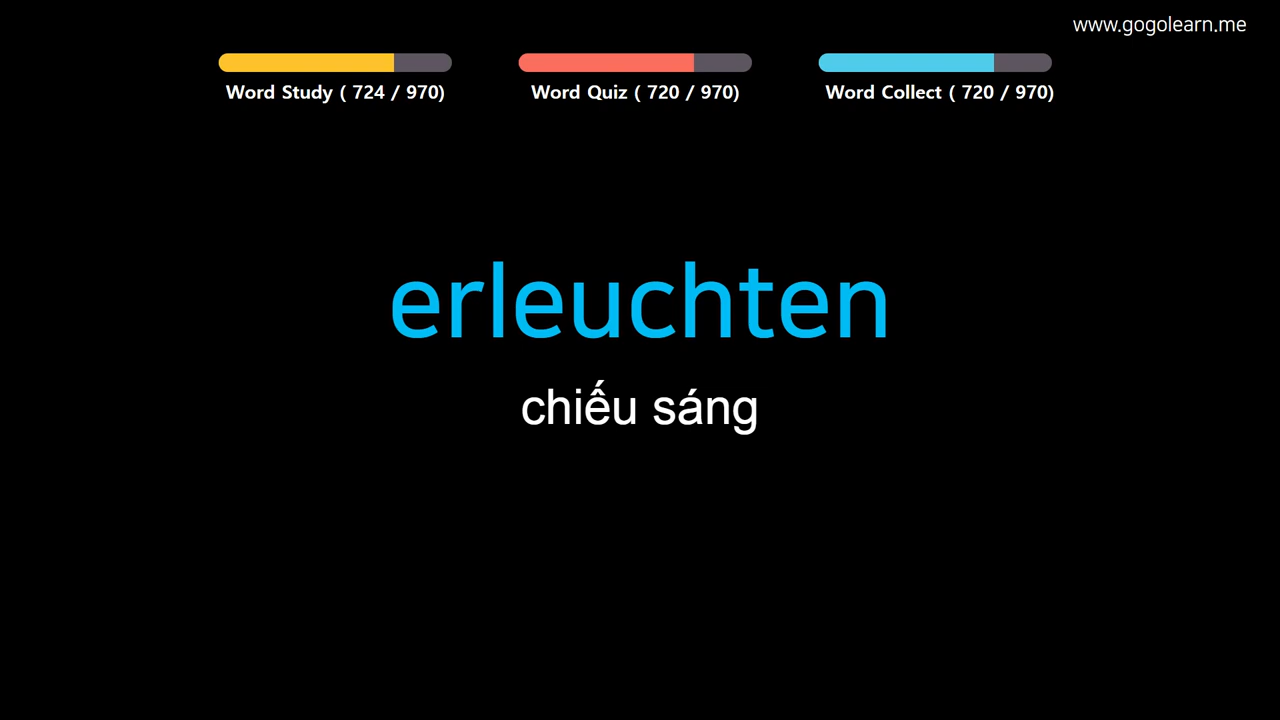 www.gogolearn.me
Word Study ( 724 / 970)
Word Quiz ( 720 / 970)
Word Collect ( 720 / 970)
erleuchten
chiếu sáng